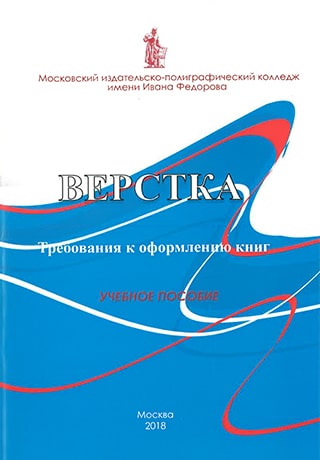 Московский издательско-полиграфический колледж
имени Ивана Федорова
ВЕРСТКА
Требования к оформлению книг
УЧЕБНОЕ ПОСОБИЕ
Москва
2018